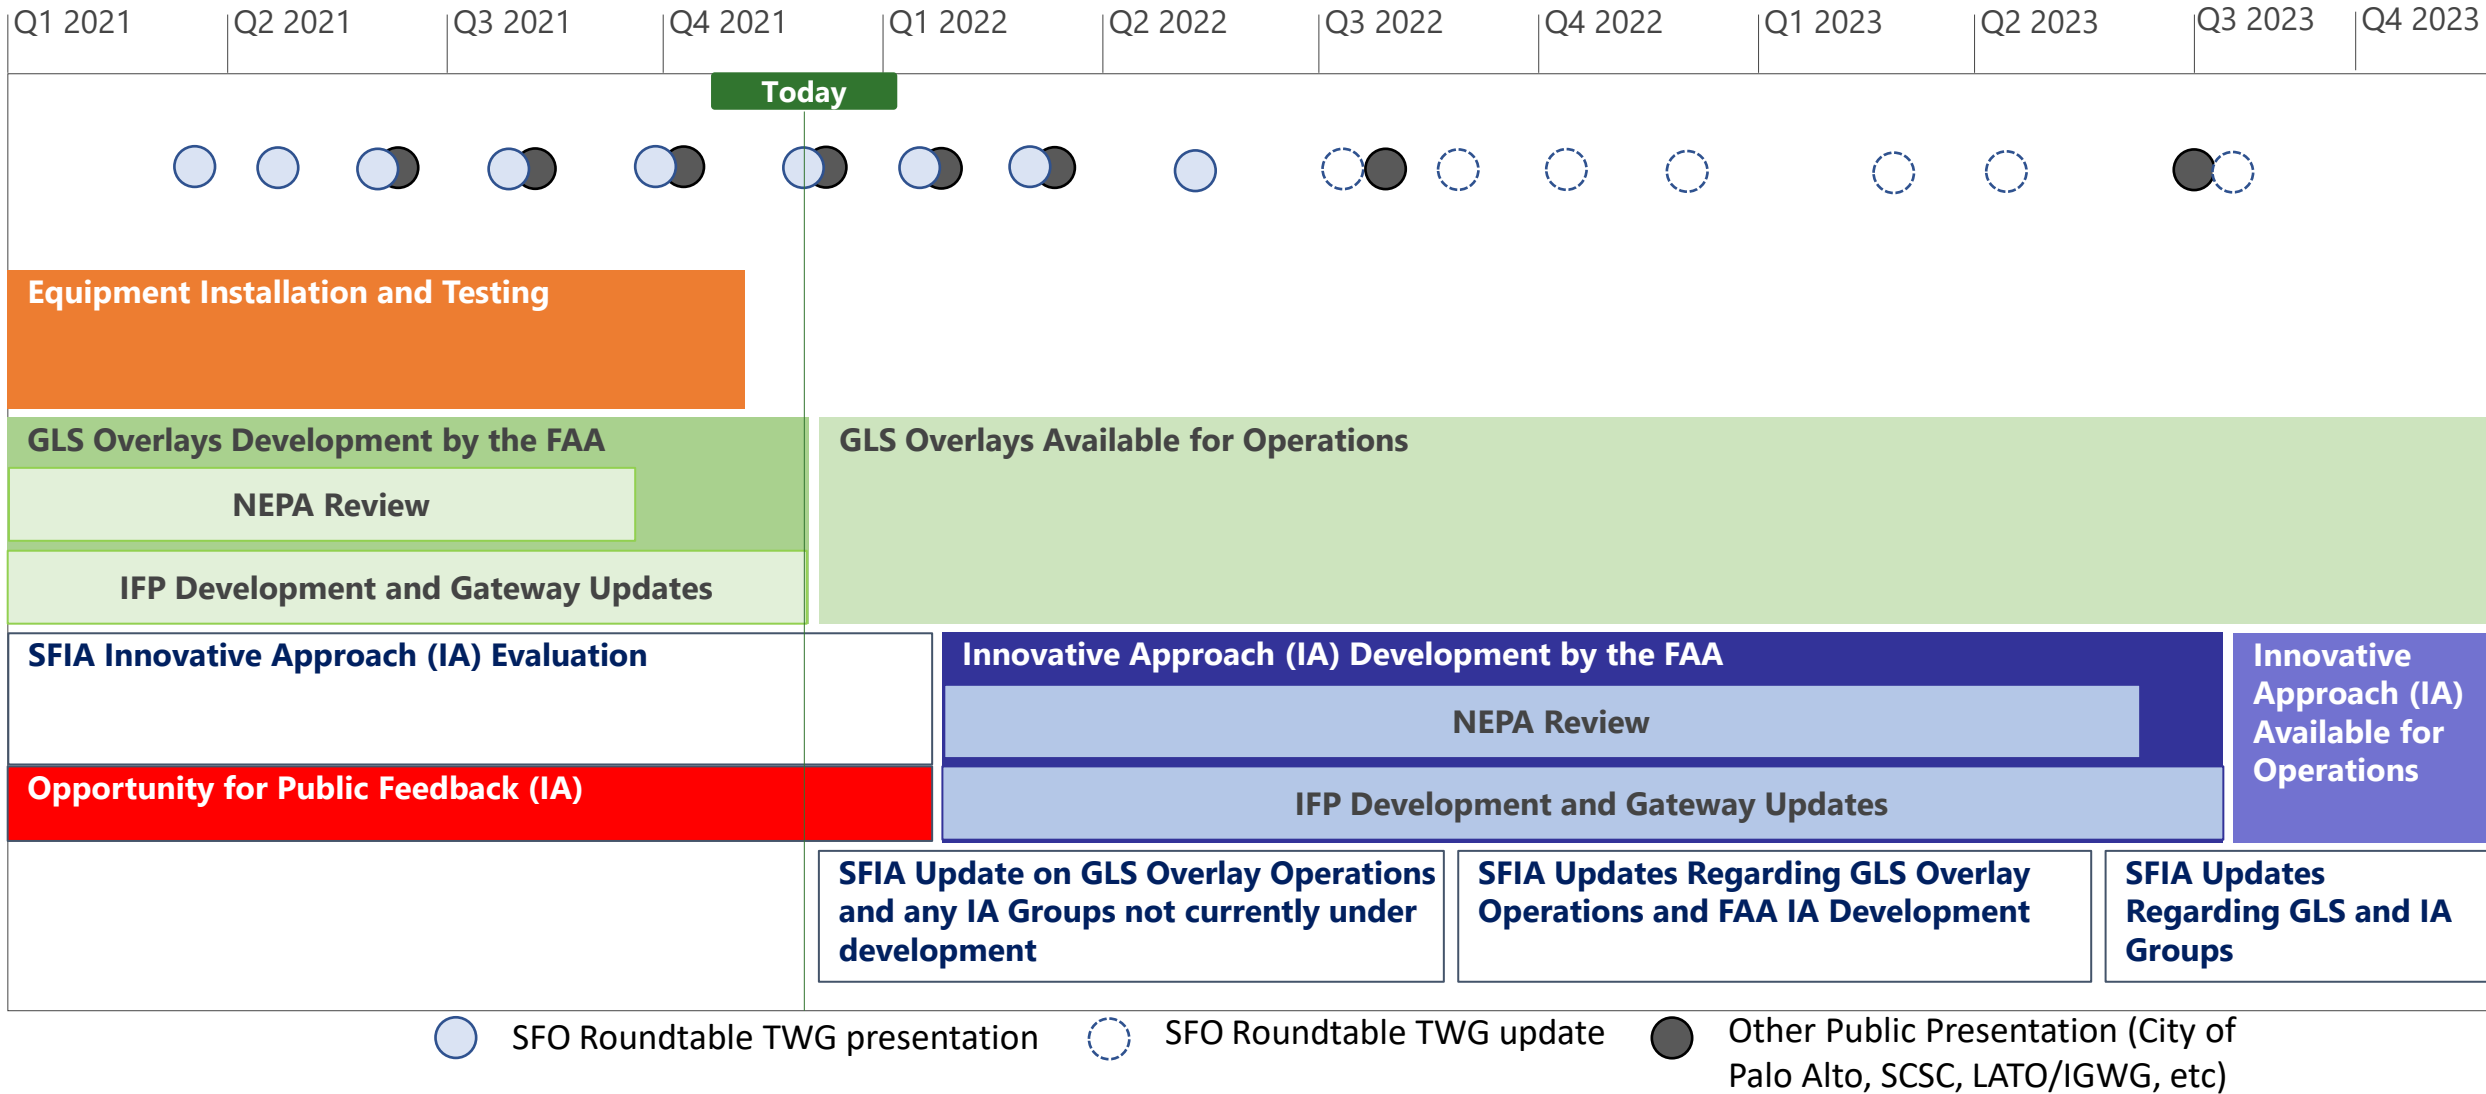 Q1 2021
Q2 2021
Q3 2021
Q4 2021
Q1 2022
Q2 2022
Q3 2022
Q4 2022
Q1 2023
Q2 2023
Q3 2023
Q4 2023
Today
Equipment Installation and Testing
GLS Overlays Development by the FAA
NEPA Review
IFP Development and Gateway Updates
GLS Overlays Available for Operations
SFIA Innovative Approach (IA) Evaluation
Opportunity for Public Feedback (IA)
Innovative Approach (IA) Development by the FAA
NEPA Review
IFP Development and Gateway Updates
Innovative
Approach (IA)
Available for
Operations
SFIA Update on GLS Overlay Operations
and any IA Groups not currently under
development
SFIA Updates Regarding GLS Overlay
Operations and FAA IA Development
SFIA Updates
Regarding GLS and IA
Groups
SFO Roundtable TWG presentation
SFO Roundtable TWG update
Other Public Presentation (City of
Palo Alto, SCSC, LATO/IGWG, etc)